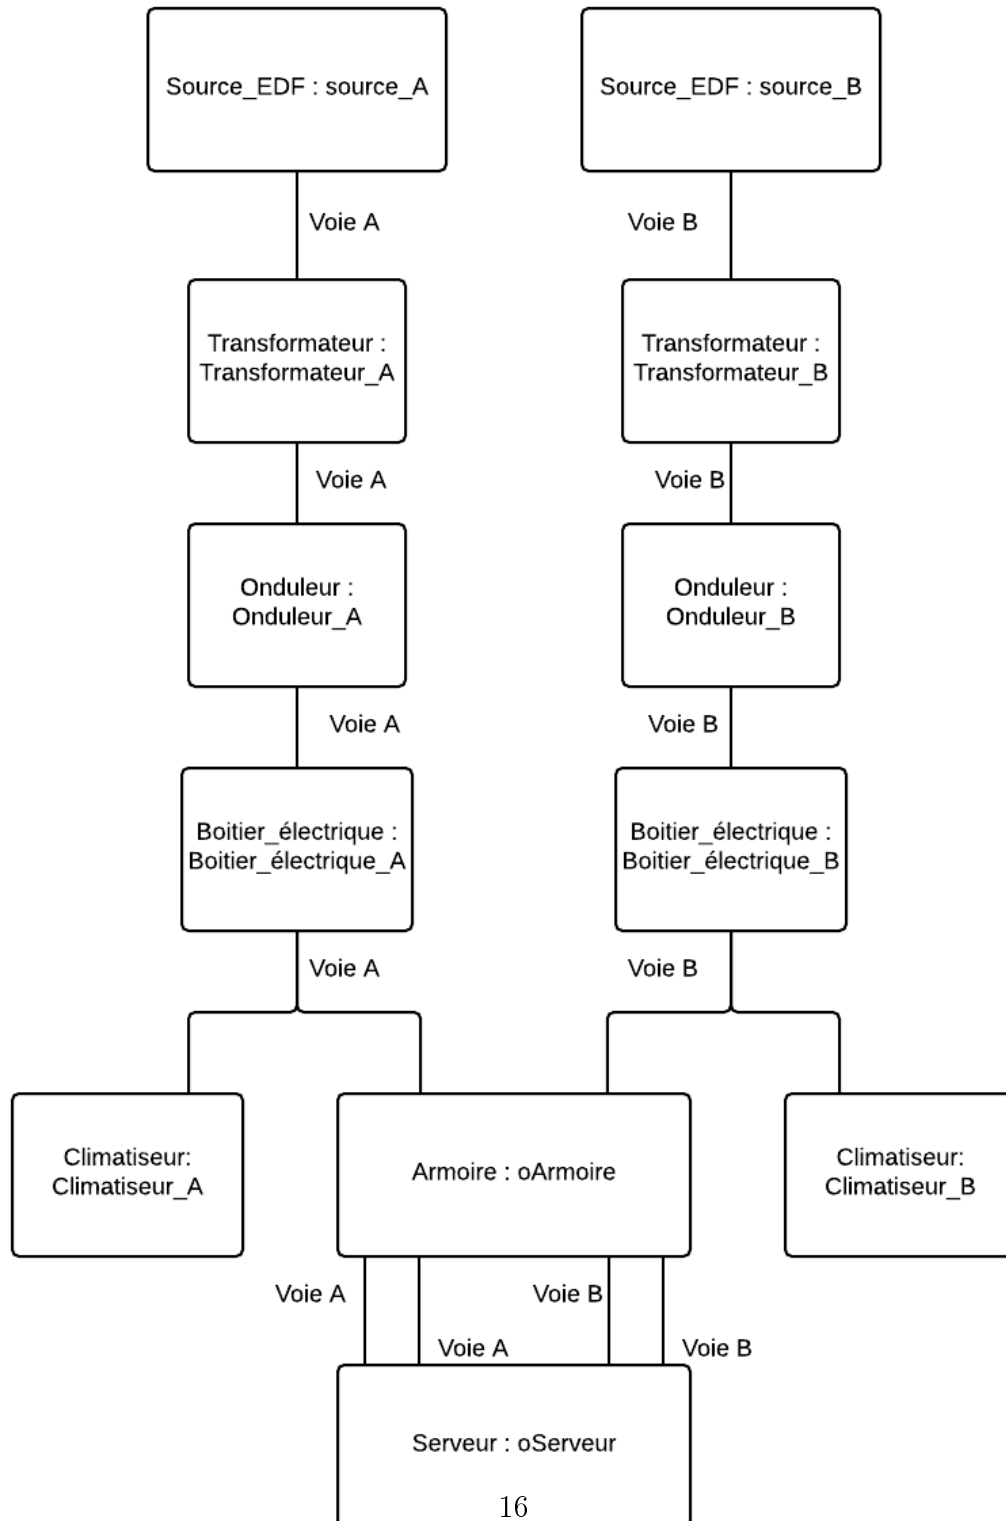 Source_EDF : source_A
Source_EDF : source_B
Voie A
Voie B
Transformateur :
Transformateur_A
Transformateur :
Transformateur_B
Voie A
Voie B
Onduleur :
Onduleur_A
Onduleur :
Onduleur_B
Voie A
Voie B
Boitier_électrique :
Boitier_électrique_A
Boitier_électrique :
Boitier_électrique_B
Voie A
Voie B
Climatiseur:
Climatiseur_A
Armoire : oArmoire
Climatiseur:
Climatiseur_B
Voie A
Voie B
Voie A
Voie B
Serveur : oServeur
16